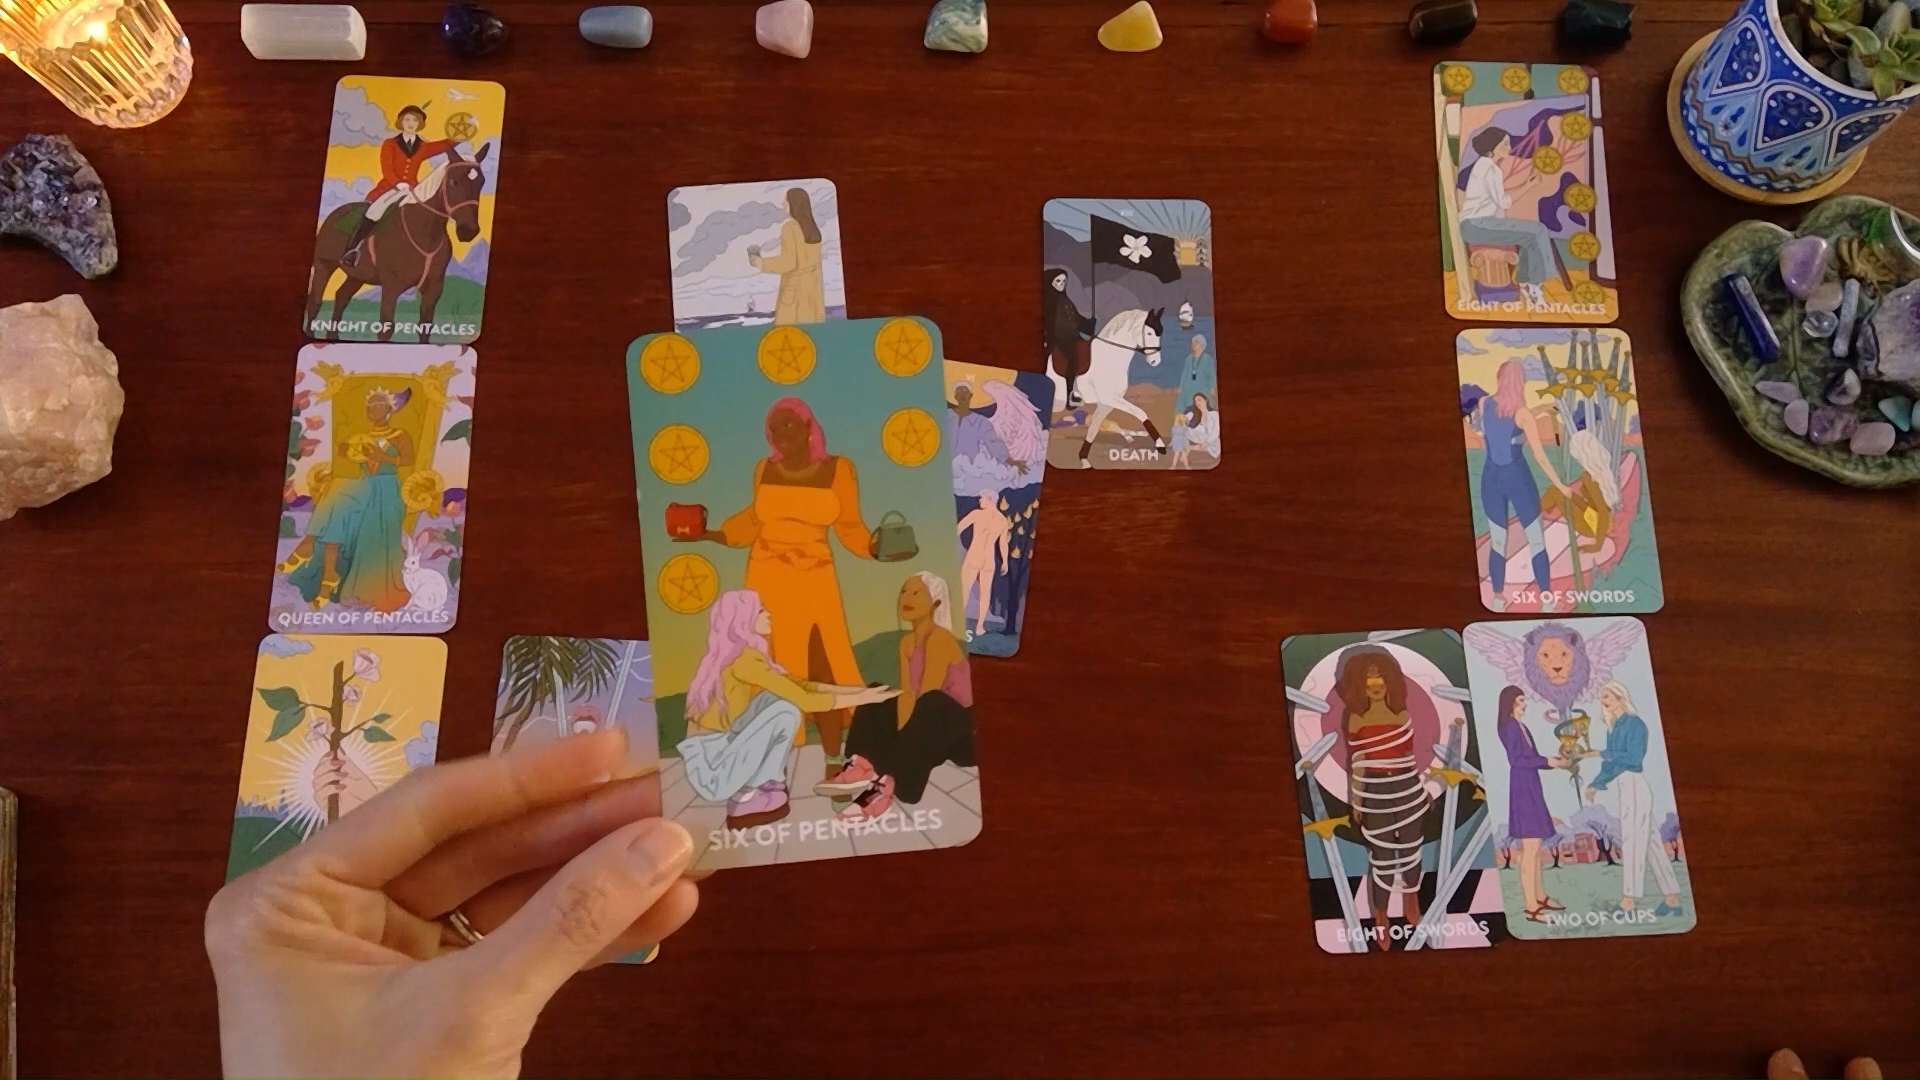 KNIGHT OF PENTACLES
QUEEN OF PENTACLES
SIX OF PENTACLES
S
XIII
DEATH
EIGHT OF PENTACLES
SIX OF SWORDS
EIGHT OF SWORDS
TWO OF CUPS